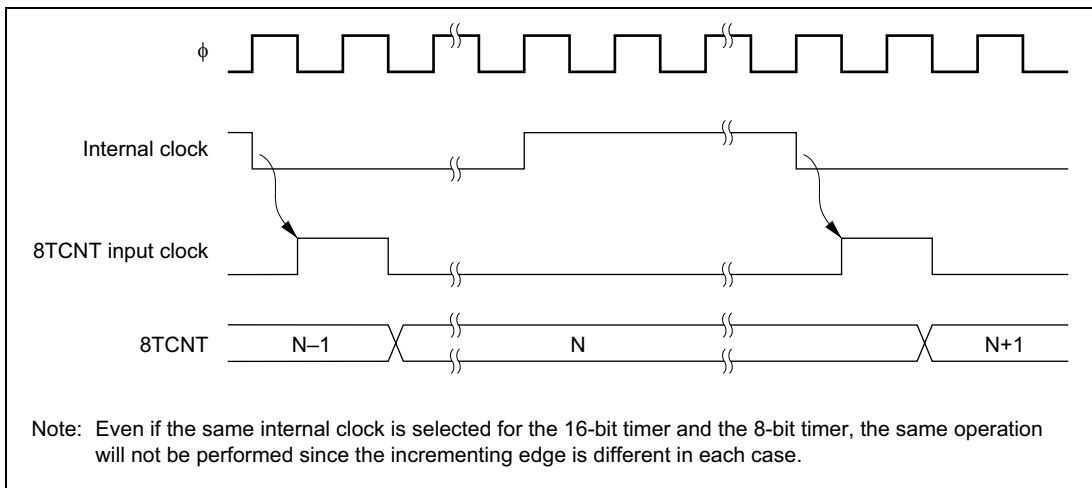 φ
Internal clock
8TCNT input clock
8TCNT
N–1
N
N+1
Note: Even if the same internal clock is selected for the 16-bit timer and the 8-bit timer, the same operation
will not be performed since the incrementing edge is different in each case.